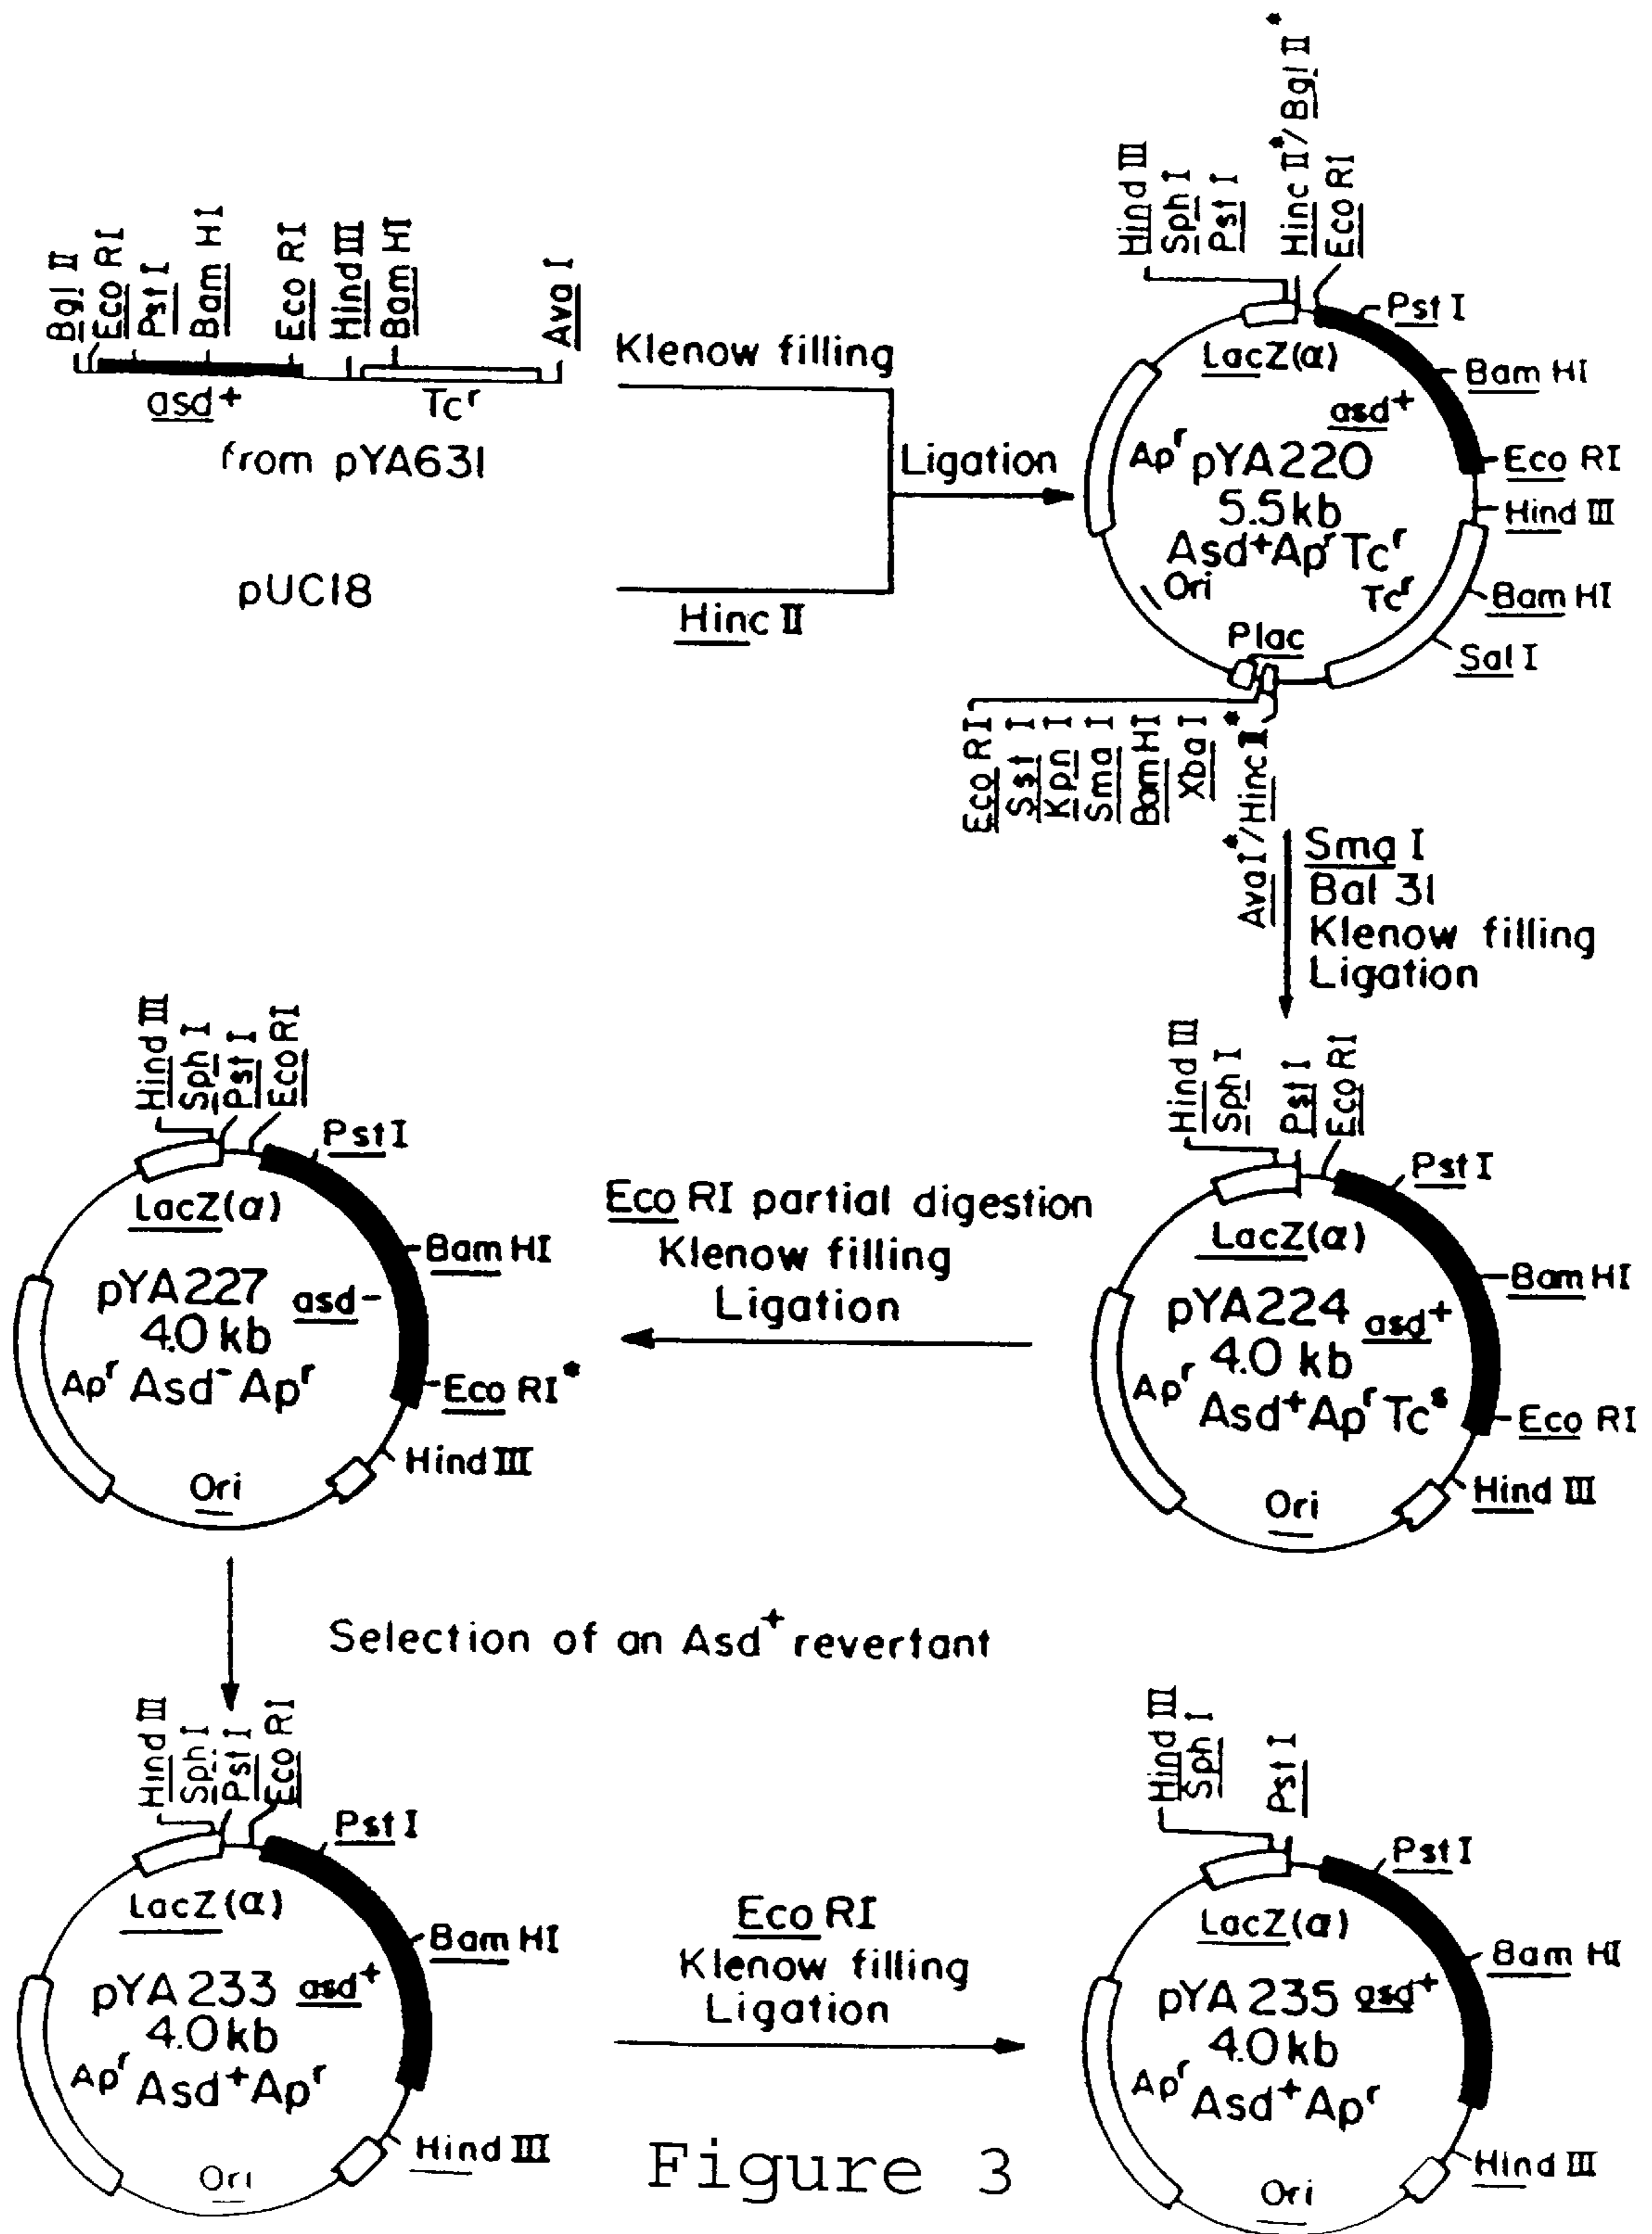 Bgl II
Eco RI
Pst I
Bam HI
Eco RI
Hind III
Bam HI
Ava I
asd+
Tcr
from pYA631
pUC18
Klenow filling
Hinc II
Ligation
Hind III
Sph I
Pst I
Hinc II*/Bgl II*
Eco RI
Pst I
Bam HI
Eco RI
Hind III
Bam HI
Sal I
LacZ(α)
asd+
Apr pYA220
5.5kb
Asd+AprTcr
Ori
Tcr
Plac
Eco RI
Sst I
Kpn I
Sma I
Bam HI
Xba I
Ava I*/Hinc II*
Sma I
Bal 31
Klenow filling
Ligation
Hind III
Sph I
Pst I
Eco RI
Pst I
LacZ(α)
Bam HI
pYA227 asd-
4.0 kb
Apr Asd-Apr
Eco RI*
Hind III
Ori
Eco RI partial digestion
Klenow filling
Ligation
Hind III
Sph I
Pst I
Eco RI
Pst I
LacZ(α)
Bam HI
pYA224 asd+
4.0 kb
Apr Asd+AprTcs
Eco RI
Hind III
Ori
Selection of an Asd+ revertant
Hind III
Sph I
Pst I
Eco RI
Pst I
LacZ(α)
Bam HI
pYA233 asd+
4.0kb
Apr Asd+Apr
Hind III
Ori
Eco RI
Klenow filling
Ligation
Hind III
Sph I
Pst I
Pst I
LacZ(α)
Bam HI
pYA235 asd+
4.0kb
Apr Asd+Apr
Hind III
Ori
Figure 3